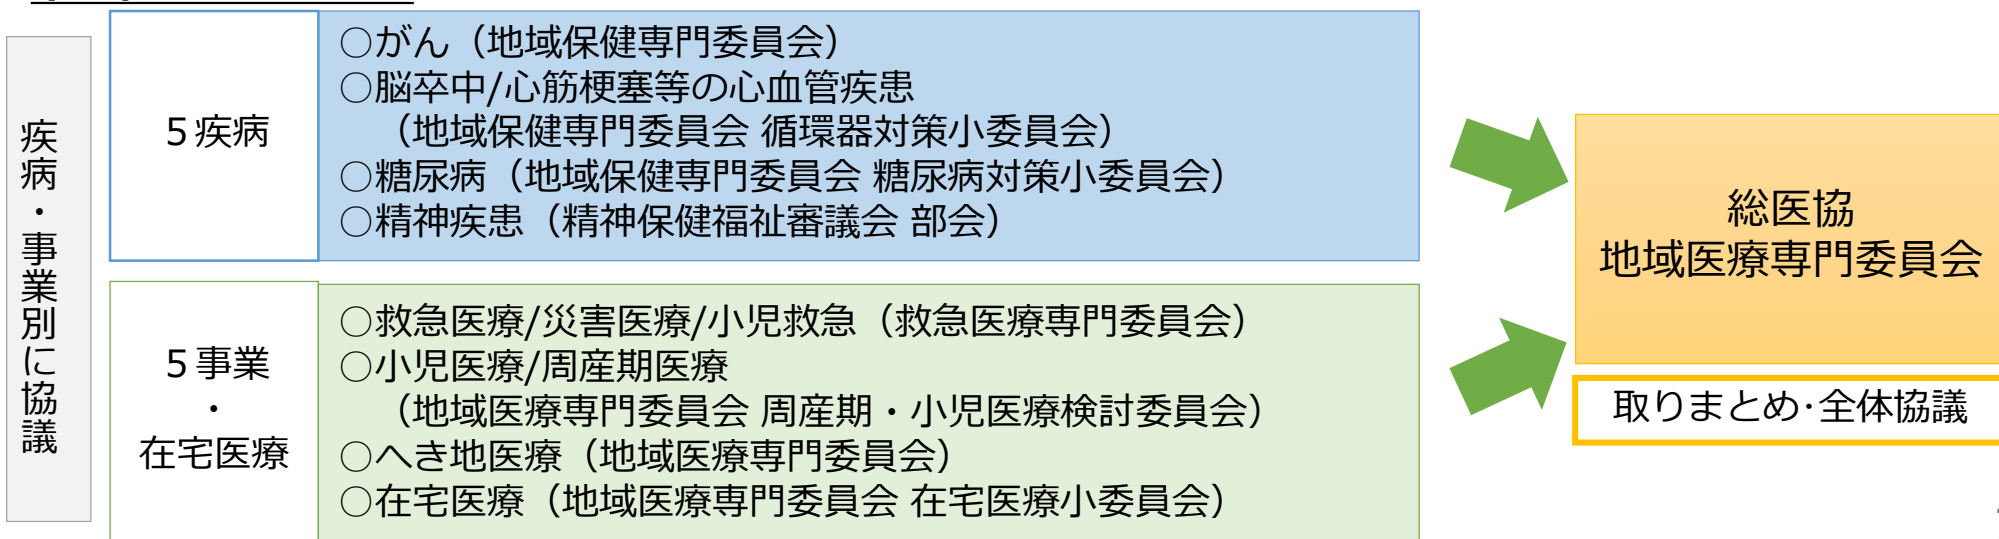 疾病・事業別に協議
5疾病
○がん（地域保健専門委員会）
○脳卒中/心筋梗塞等の心血管疾患
（地域保健専門委員会 循環器対策小委員会）
○糖尿病（地域保健専門委員会 糖尿病対策小委員会）
○精神疾患（精神保健福祉審議会 部会）
5事業
・
在宅医療
○救急医療/災害医療/小児救急（救急医療専門委員会）
○小児医療/周産期医療
（地域医療専門委員会 周産期・小児医療検討委員会）
○へき地医療（地域医療専門委員会）
○在宅医療（地域医療専門委員会 在宅医療小委員会）
総医協
地域医療専門委員会
取りまとめ･全体協議